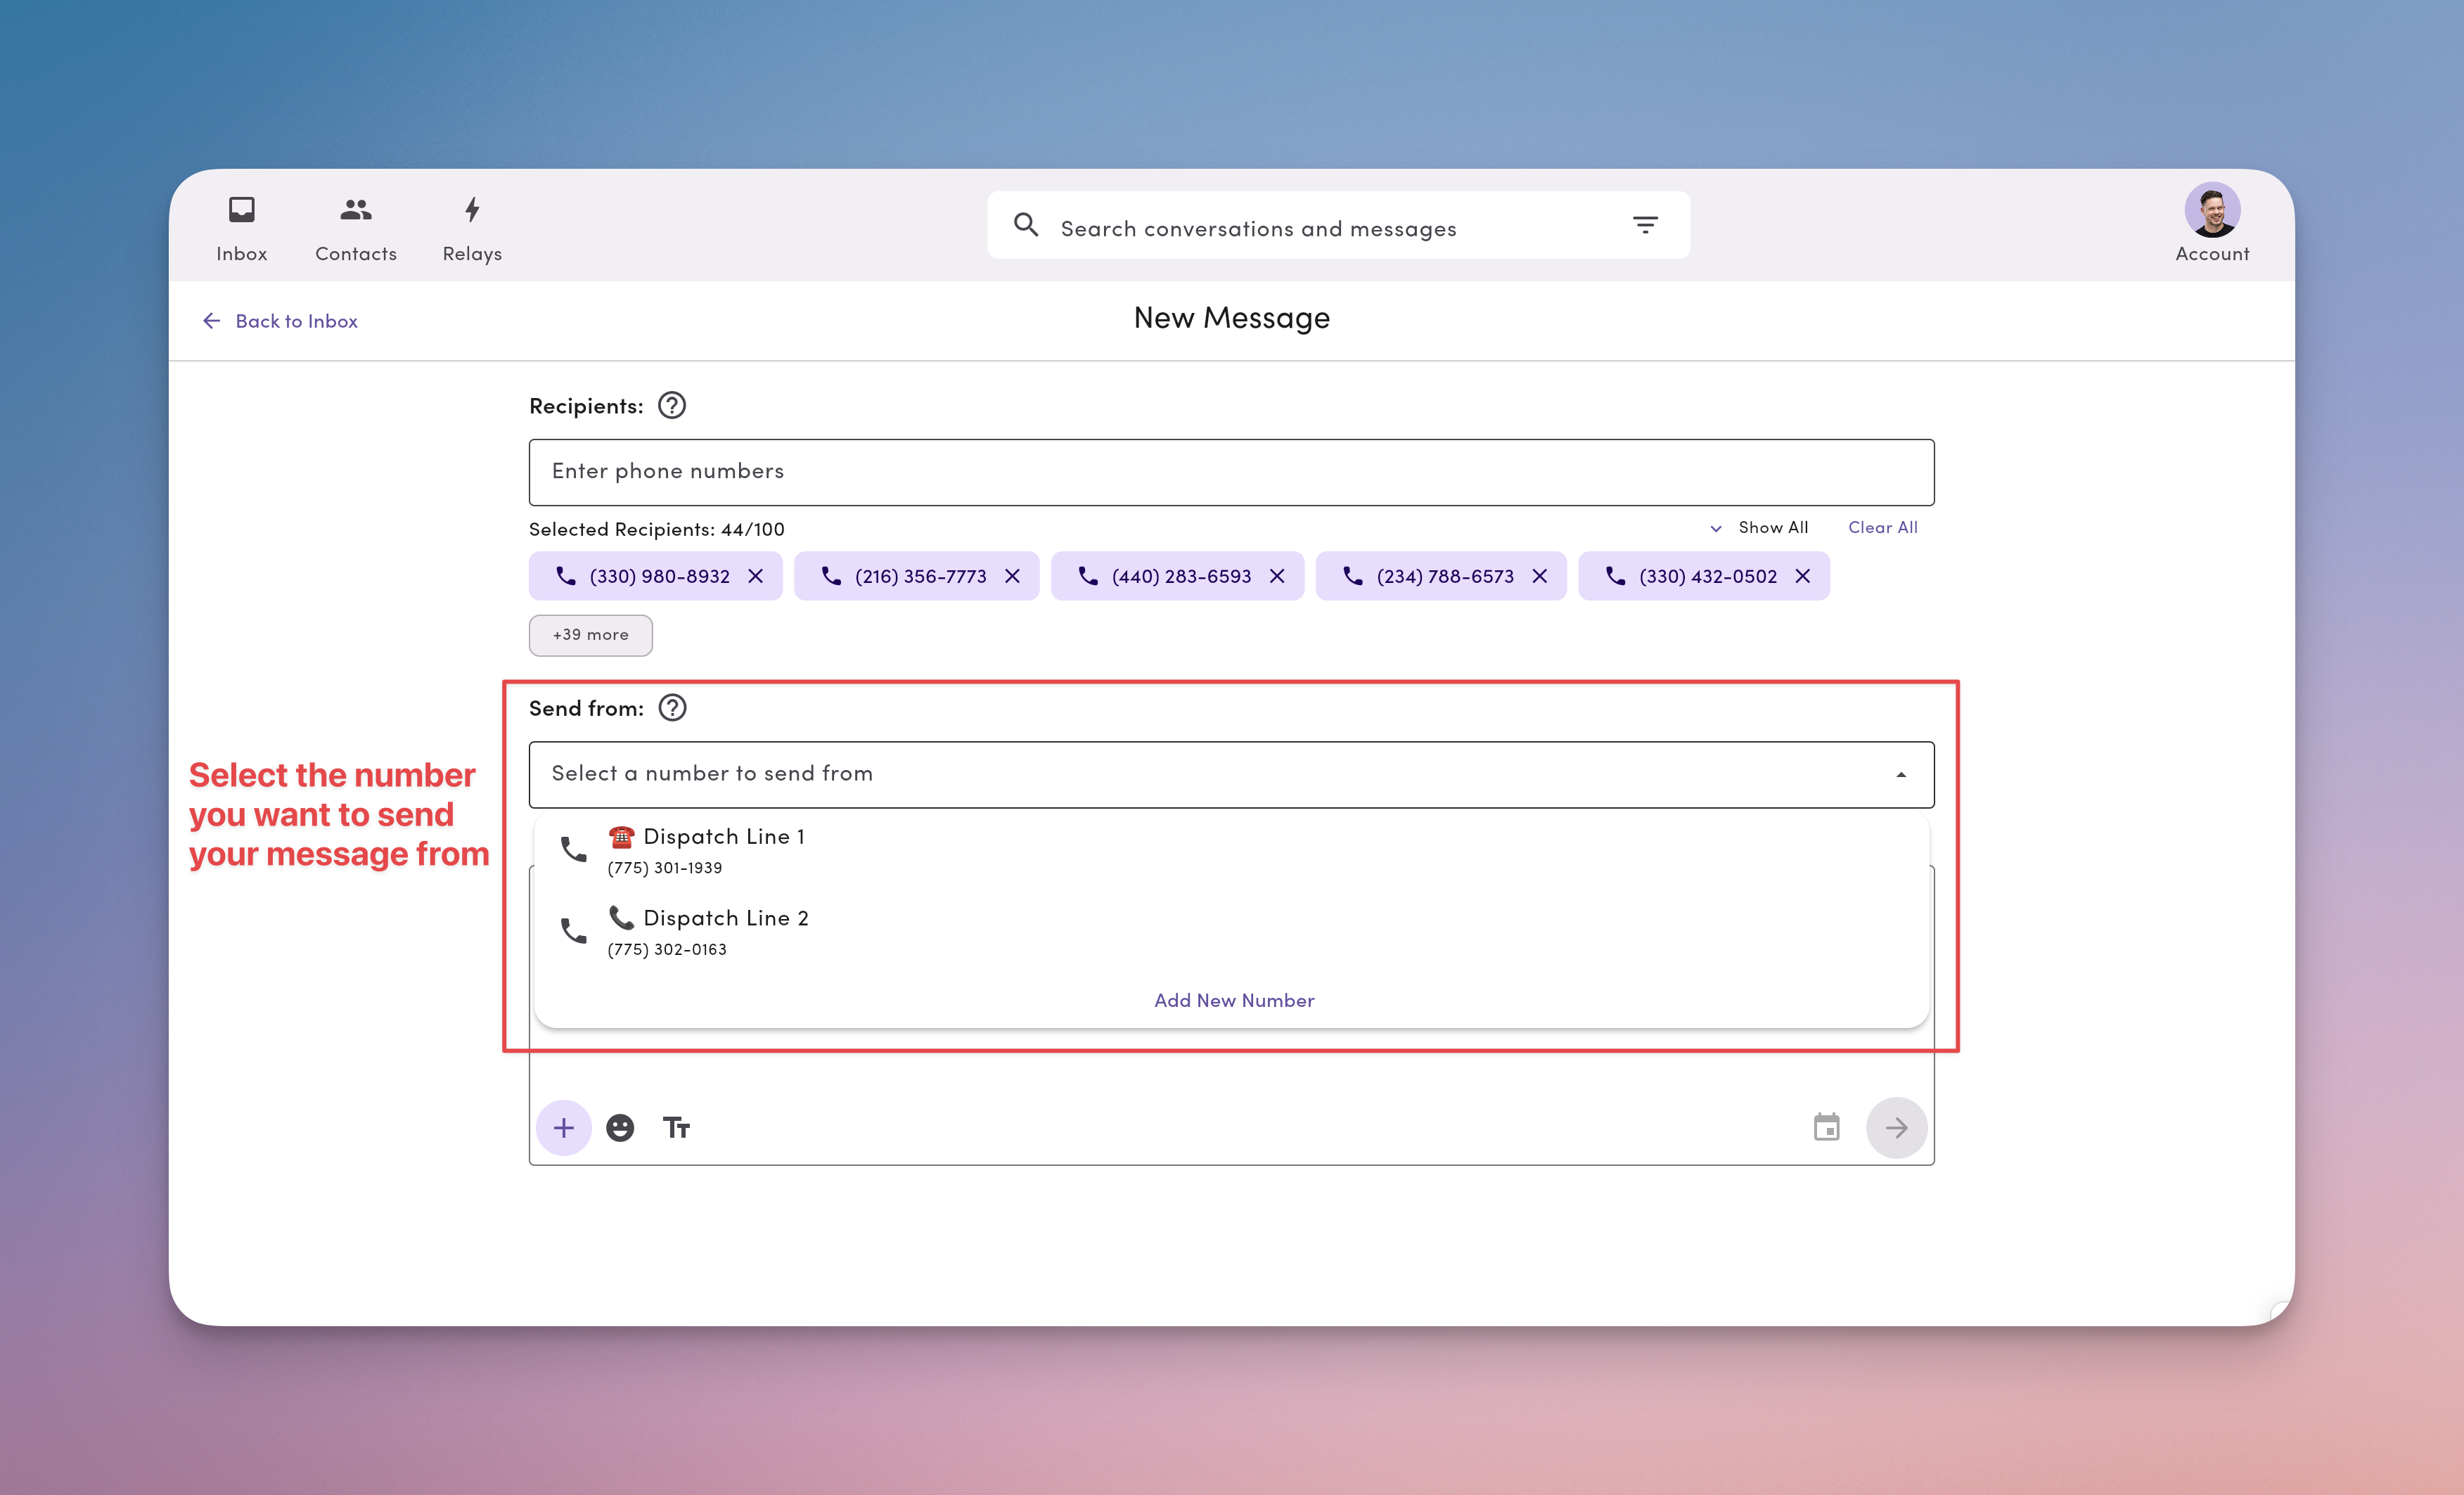 Inbox
Contacts
Relays
Search conversations and messages
Account
Back to Inbox
New Message
Recipients:
Enter phone numbers
Selected Recipients: 44/100
Show All
Clear All
(330) 980-8932
(216) 356-7773
(440) 283-6593
(234) 788-6573
(330) 432-0502
+39 more
Send from:
Select a number to send from
Select the number
you want to send
your message from
☎️ Dispatch Line 1
(775) 301-1939
📞 Dispatch Line 2
(775) 302-0163
Add New Number